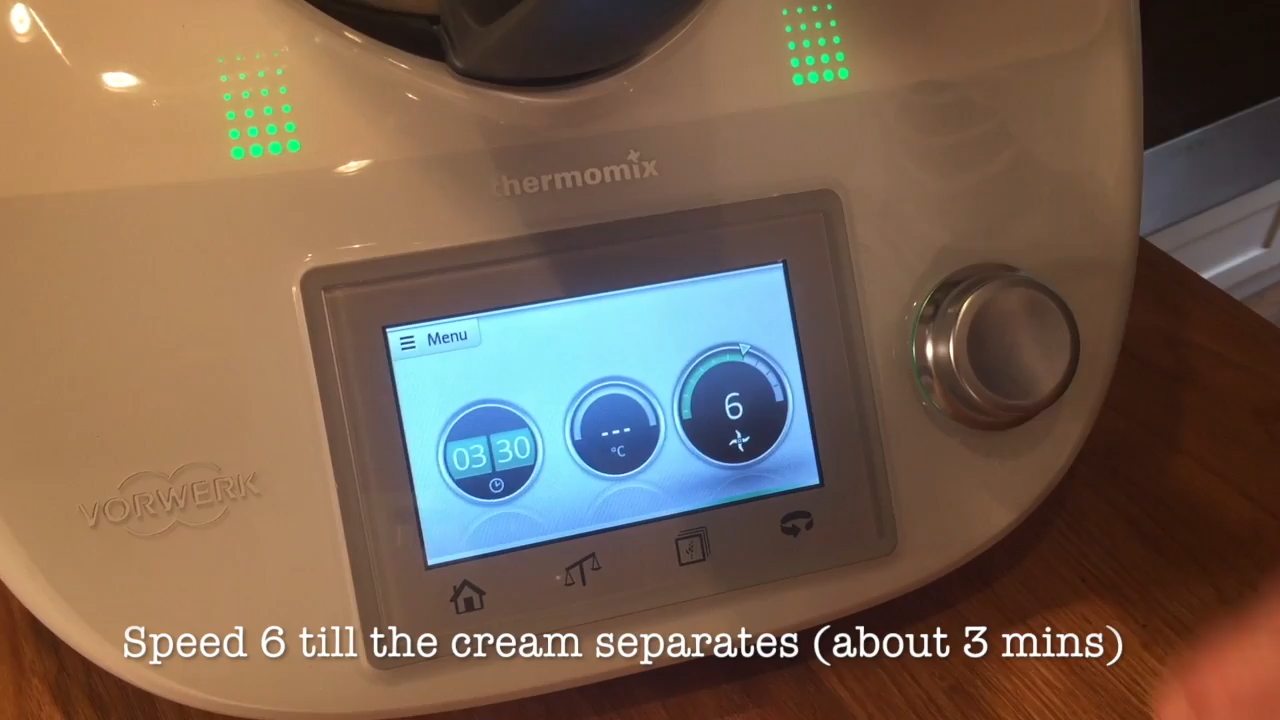 thermomix
Menu
03 30
---
°C
6
VORWERK
Speed 6 till the cream separates (about 3 mins)